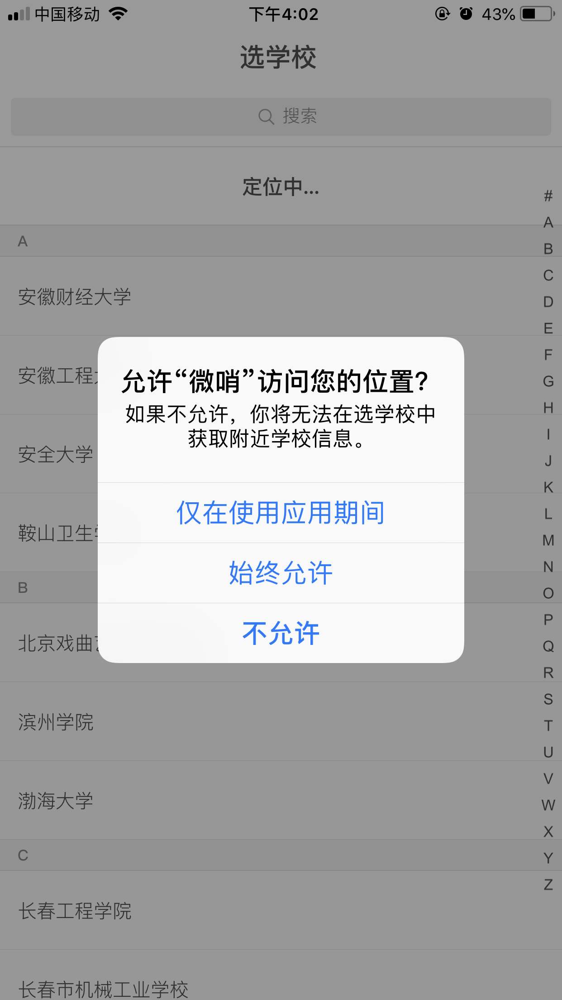 中国移动
下午4:02
43%
选学校
搜索
定位中...
#
A
A
B
C
D
E
F
G
H
I
J
K
L
M
N
O
P
Q
R
S
T
U
V
W
X
Y
Z
安徽财经大学
安徽工程
安全大学
鞍山卫生
允许“微哨”访问您的位置?
如果不允许，你将无法在选学校中
获取附近学校信息。
仅在使用应用期间
始终允许
不允许
B
北京戏曲
滨州学院
渤海大学
C
长春工程学院
长春市机械工业学校